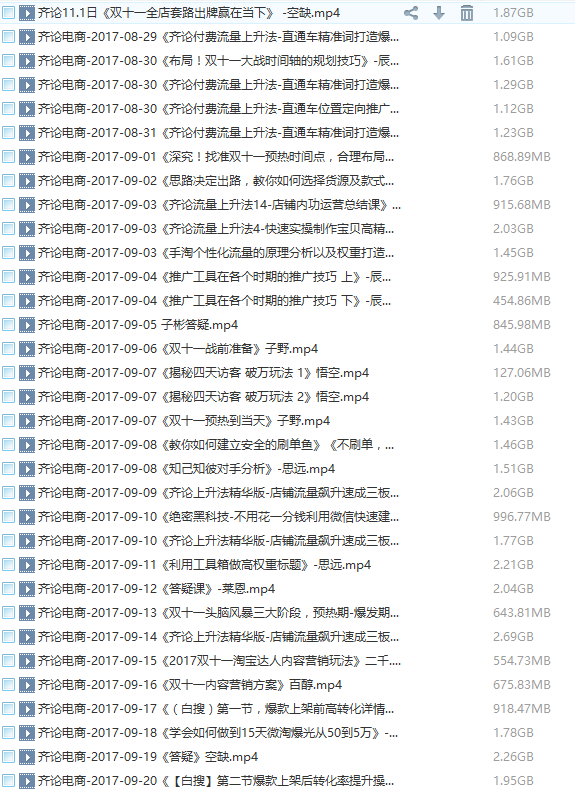 齐论11.1日《双十一全店套路出牌赢在当下》 -空缺.mp4 1.87GB
齐论电商-2017-08-29《齐论付费流量上升法-直通车精准词打造爆... 1.09GB
齐论电商-2017-08-30《布局！双十一大战时间轴的规划技巧》-辰... 1.61GB
齐论电商-2017-08-30《齐论付费流量上升法-直通车精准词打造爆... 1.29GB
齐论电商-2017-08-30《齐论付费流量上升法-直通车位置定向推广... 1.12GB
齐论电商-2017-08-31《齐论付费流量上升法-直通车精准词打造爆... 1.23GB
齐论电商-2017-09-01《深究！找准双十一预热时间点，合理布局... 868.89MB
齐论电商-2017-09-02《思路决定出路，教你如何选择货源及款式... 1.76GB
齐论电商-2017-09-03《齐论流量上升法14-店铺内功运营总结课》... 915.68MB
齐论电商-2017-09-03《齐论流量上升法4-快速实操制作宝贝高精... 2.03GB
齐论电商-2017-09-03《手淘个性化流量的原理分析以及权重打造... 1.45GB
齐论电商-2017-09-04《推广工具在各个时期的推广技巧 上》-辰... 925.91MB
齐论电商-2017-09-04《推广工具在各个时期的推广技巧 下》-辰... 454.86MB
齐论电商-2017-09-05 子彬答疑.mp4 845.98MB
齐论电商-2017-09-06《双十一战前准备》子野.mp4 1.44GB
齐论电商-2017-09-07《揭秘四天访客 破万玩法 1》悟空.mp4 127.06MB
齐论电商-2017-09-07《揭秘四天访客 破万玩法 2》悟空.mp4 1.20GB
齐论电商-2017-09-07《双十一预热到当天》子野.mp4 1.43GB
齐论电商-2017-09-08《教你如何建立安全的刷单鱼》《不刷单，... 1.46GB
齐论电商-2017-09-08《知己知彼对手分析》-思远.mp4 1.51GB
齐论电商-2017-09-09《齐论上升法精华版-店铺流量飙升速成三板... 2.06GB
齐论电商-2017-09-10《绝密黑科技-不用花一分钱利用微信快速建... 996.77MB
齐论电商-2017-09-10《齐论上升法精华版-店铺流量飙升速成三板... 1.77GB
齐论电商-2017-09-11《利用工具箱做高权重标题》-思远.mp4 2.21GB
齐论电商-2017-09-12《答疑课》-莱恩.mp4 2.04GB
齐论电商-2017-09-13《双十一头脑风暴三大阶段，预热期-爆发期... 643.81MB
齐论电商-2017-09-14《齐论上升法精华版-店铺流量飙升速成三板... 2.69GB
齐论电商-2017-09-15《2017双十一淘宝达人内容营销玩法》二千.... 554.73MB
齐论电商-2017-09-16《双十一内容营销方案》百醇.mp4 675.83MB
齐论电商-2017-09-17《（白搜）第一节，爆款上架前高转化详情... 918.47MB
齐论电商-2017-09-18《学会如何做到15天微淘爆光从50到5万》-... 1.78GB
齐论电商-2017-09-19《答疑》空缺.mp4 2.26GB
齐论电商-2017-09-20《【白搜】第二节爆款上架后转化率提升操... 1.95GB